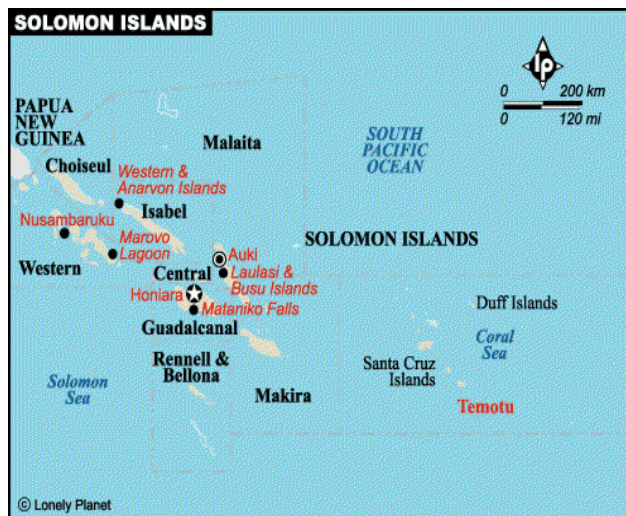 SOLOMON ISLANDS
lp
0 200 km
0 120 mi
PAPUA
NEW
GUINEA
Malaita
SOUTH
PACIFIC
OCEAN
Choiseul
Western &
Anarvon Islands
Isabel
Nusambaruku
Marovo
Lagoon
SOLOMON ISLANDS
Auki
Western
Central
Laulasi &
Busu Islands
Honiara
Mataniko Falls
Duff Islands
Guadalcanal
Coral
Sea
Rennell &
Bellona
Santa Cruz
Islands
Solomon
Sea
Makira
Temotu
© Lonely Planet